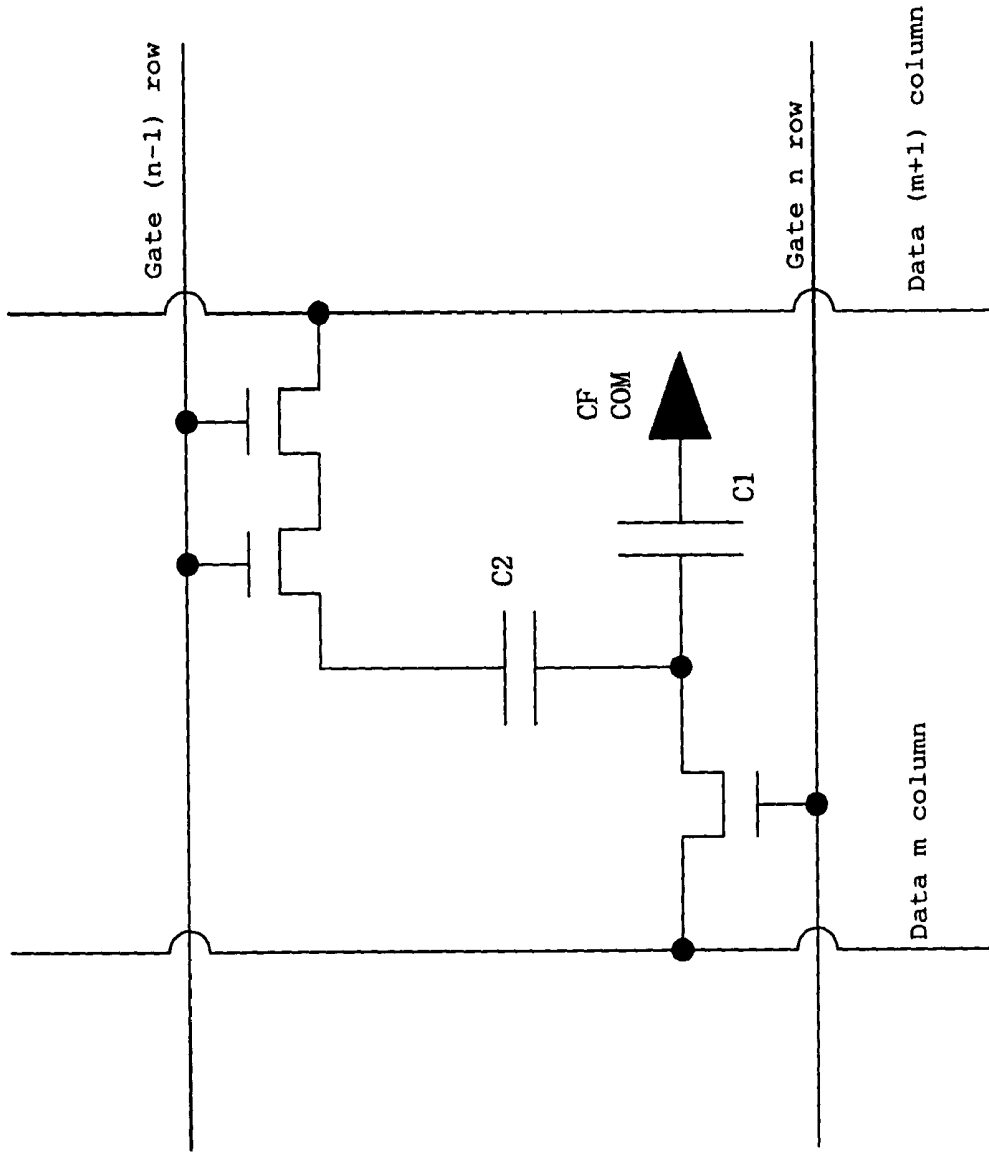 Gate (n-1) row
C2
CF
COM
C1
Gate n row
Data m column
Data (m+1) column